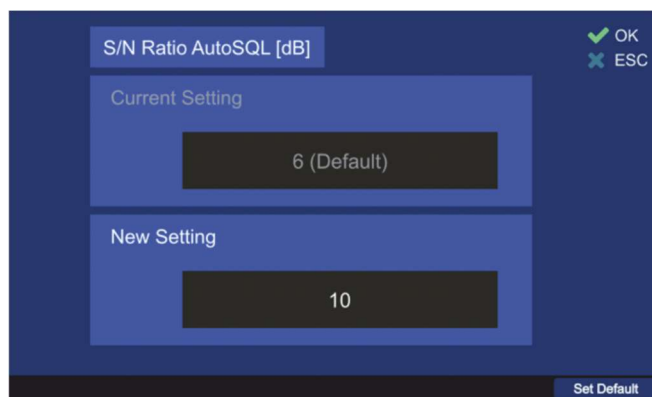 S/N Ratio AutoSQL [dB]
OK
ESC
Current Setting
6 (Default)
New Setting
10
Set Default